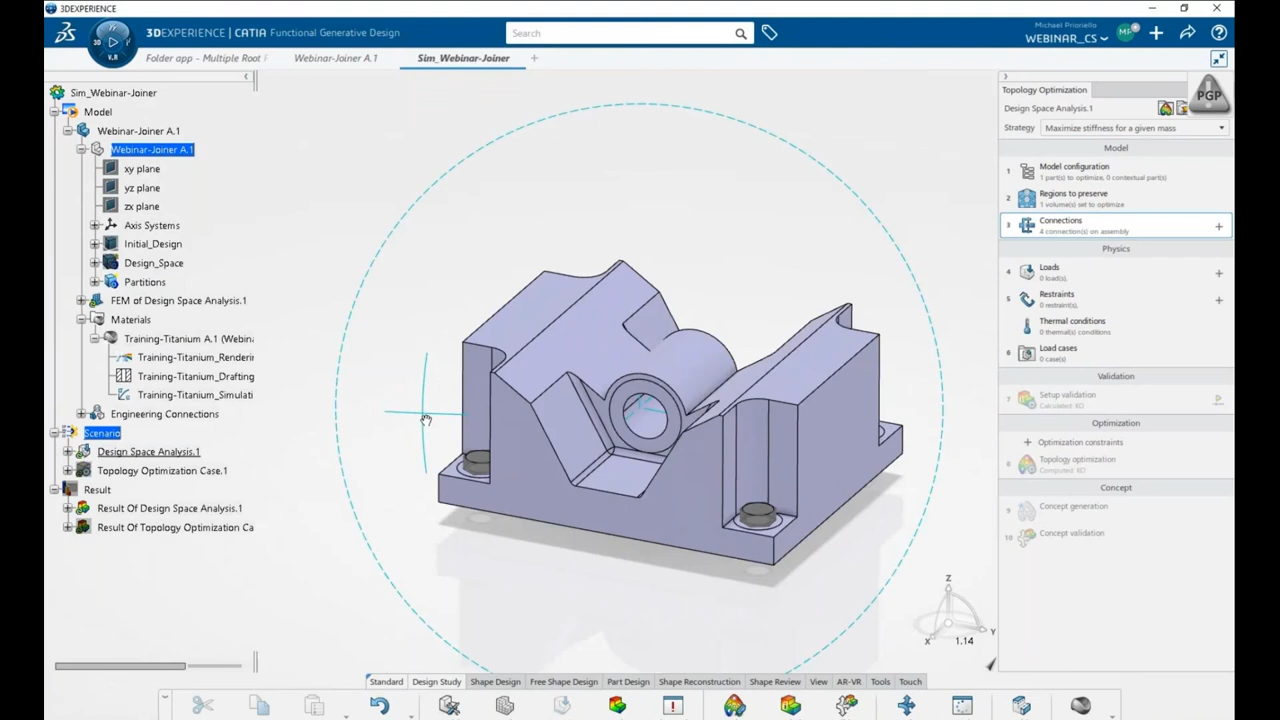 3DEXPERIENCE
3DEXPERIENCE | CATIA Functional Generative Design
Search
Michael Prioriello
WEBINAR_CS
MP
3D
V.R
Folder app - Multiple Root F
Webinar-Joiner A.1
Sim_Webinar-Joiner
Sim_Webinar-Joiner
Model
Webinar-Joiner A.1
Webinar-Joiner A.1
xy plane
yz plane
zx plane
Axis Systems
Initial_Design
Design_Space
Partitions
FEM of Design Space Analysis.1
Materials
Training-Titanium A.1 (Webina
Training-Titanium_Renderin
Training-Titanium_Drafting
Training-Titanium_Simulati
Engineering Connections
Scenario
Design Space Analysis.1
Topology Optimization Case.1
Result
Result Of Design Space Analysis.1
Result Of Topology Optimization Ca
Topology Optimization
PGP
Design Space Analysis.1
Strategy Maximize stiffness for a given mass
Model
1 Model configuration
1 part(s) to optimize, 0 contextual part(s)
2 Regions to preserve
1 volume(s) set to optimize
3 Connections
4 connection(s) on assembly
Physics
4 Loads
0 load(s).
5 Restraints
0 restraint(s).
Thermal conditions
0 thermal(s) conditions
6 Load cases
0 case(s)
Validation
7 Setup validation
Calculated: KO
Optimization
Optimization constraints
8 Topology optimization
Computed: KO
Concept
9 Concept generation
10 Concept validation
Z
X
Y
1.14
Standard Design Study Shape Design Free Shape Design Part Design Shape Reconstruction Shape Review View AR-VR Tools Touch